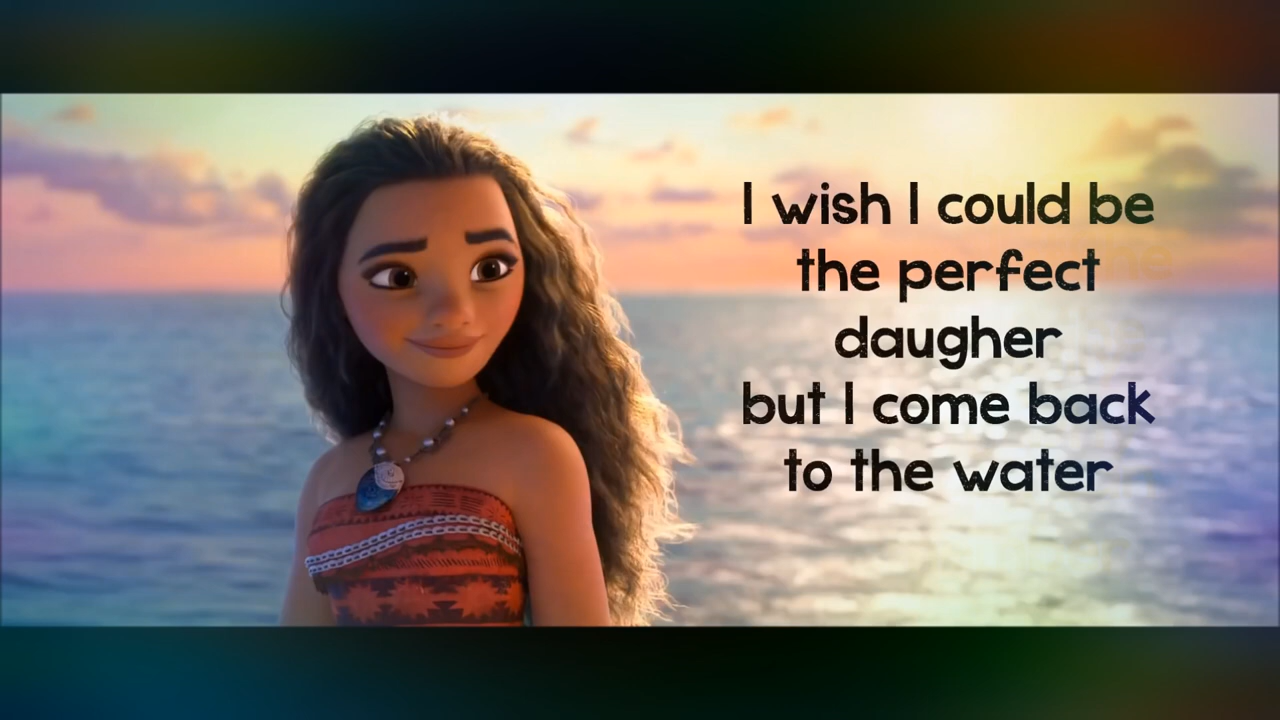 I wish I could be
the perfect
daugher
but I come back
to the water